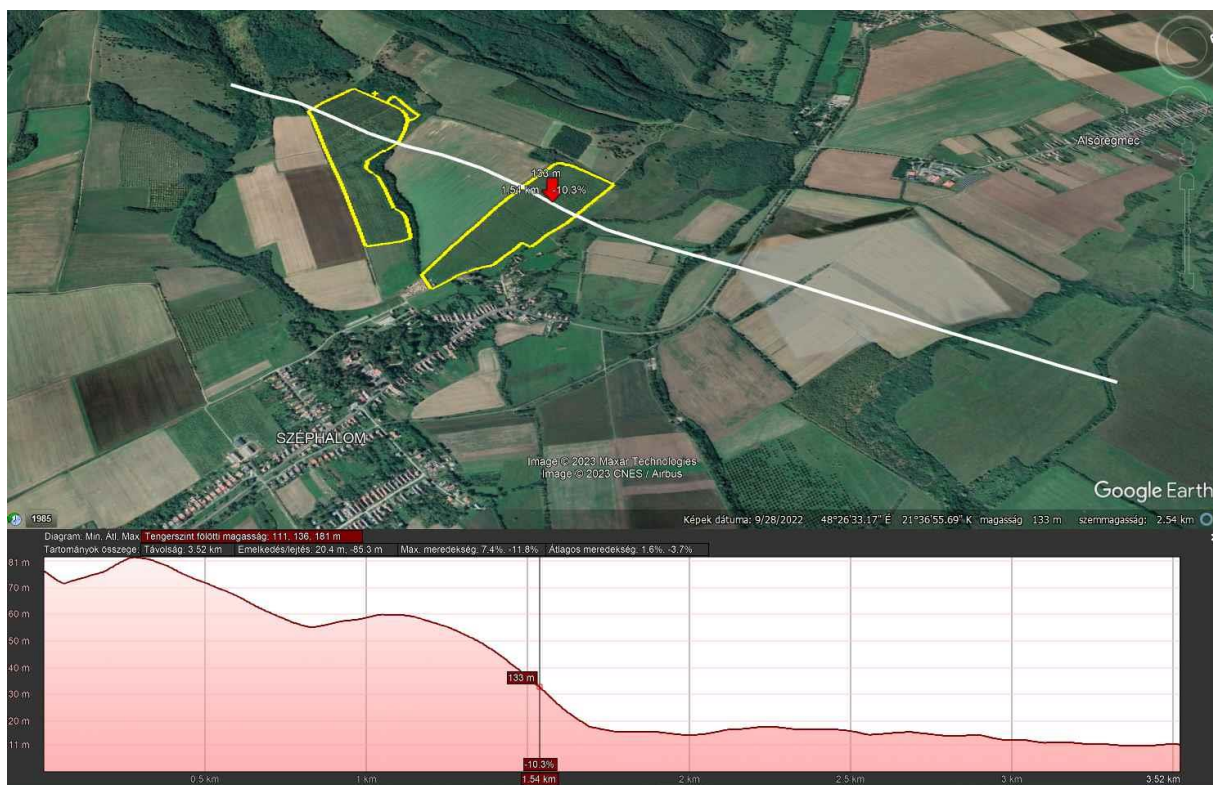 Alsóregmec
133 m
1.54 km -10.3%
SZÉPHALOM
Image © 2023 Maxar Technologies
Image © 2023 CNES / Airbus
Google Earth
1985
Képek dátuma: 9/28/2022 48°26'33.17" É 21°36'55.69" K magasság 133 m szemmagasság: 2.54 km
Diagram: Min. Átl. Max. Tengerszint fölötti magasság: 111, 136, 181 m
Tartományok összege: Távolság: 3.52 km Emelkedés/lejtés: 20.4 m, -85.3 m Max. meredekség: 7.4%, -11.8% Átlagos meredekség: 1.6%, -3.7%
81 m
70 m
60 m
50 m
40 m
133 m
30 m
20 m
11 m
-10.3%
0.5 km 1 km 1.54 km 2 km 2.5 km 3 km 3.52 km